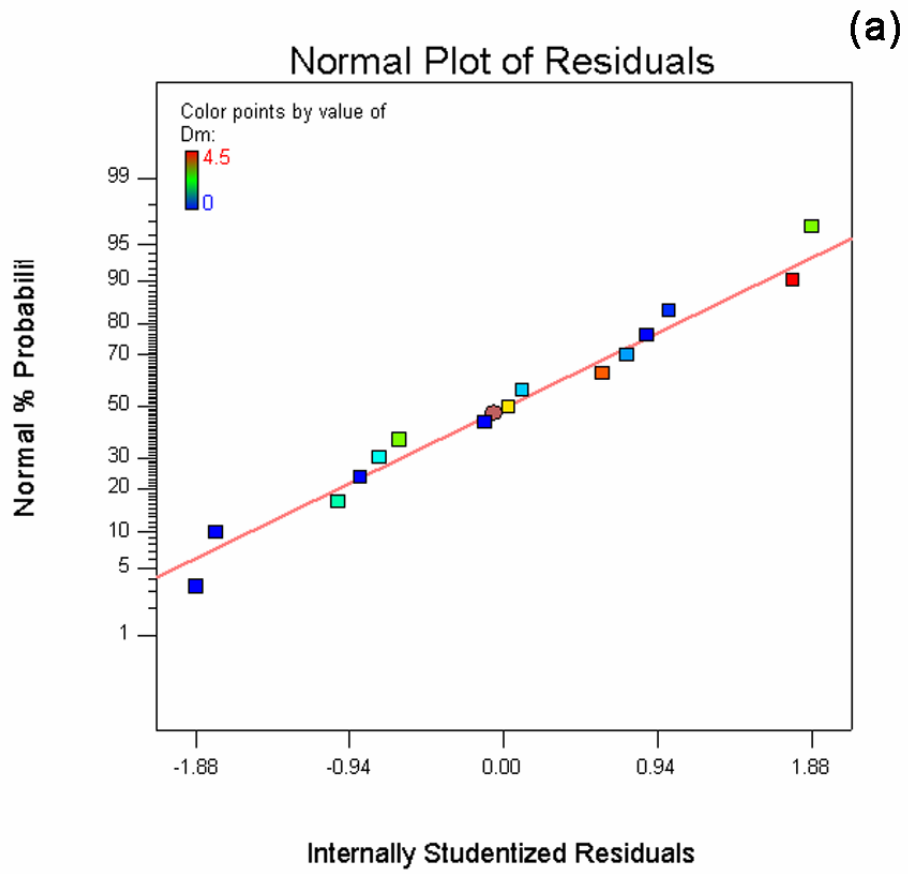 (a)
Normal Plot of Residuals
Color points by value of
Dm:
4.5
0
99
95
90
80
70
50
30
20
10
5
1
Normal % Probabili
-1.88 -0.94 0.00 0.94 1.88
Internally Studentized Residuals